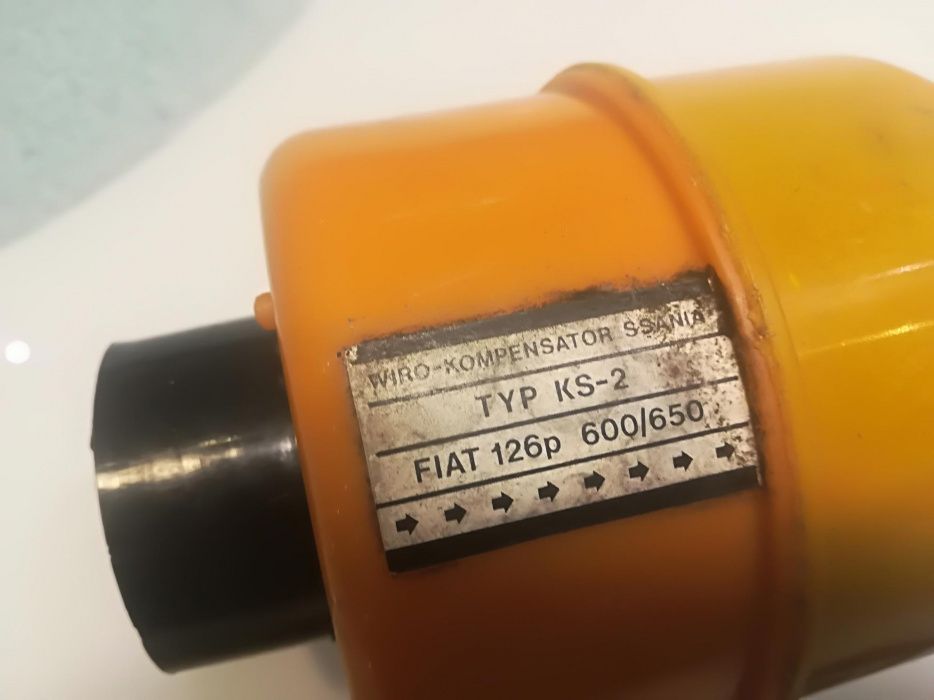 WIRO-KOMPENSATOR SSANIA
TYP KS-2
FIAT 126p 600/650